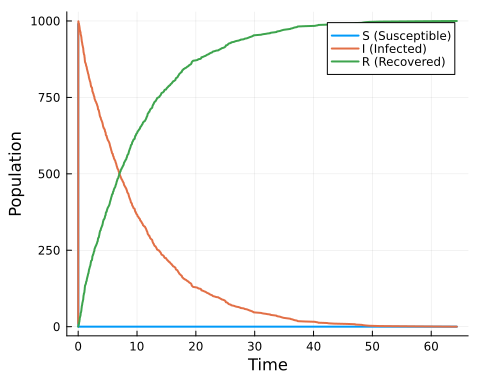 1000
750
500
250
0
Population
S (Susceptible)
I (Infected)
R (Recovered)
0 10 20 30 40 50 60
Time